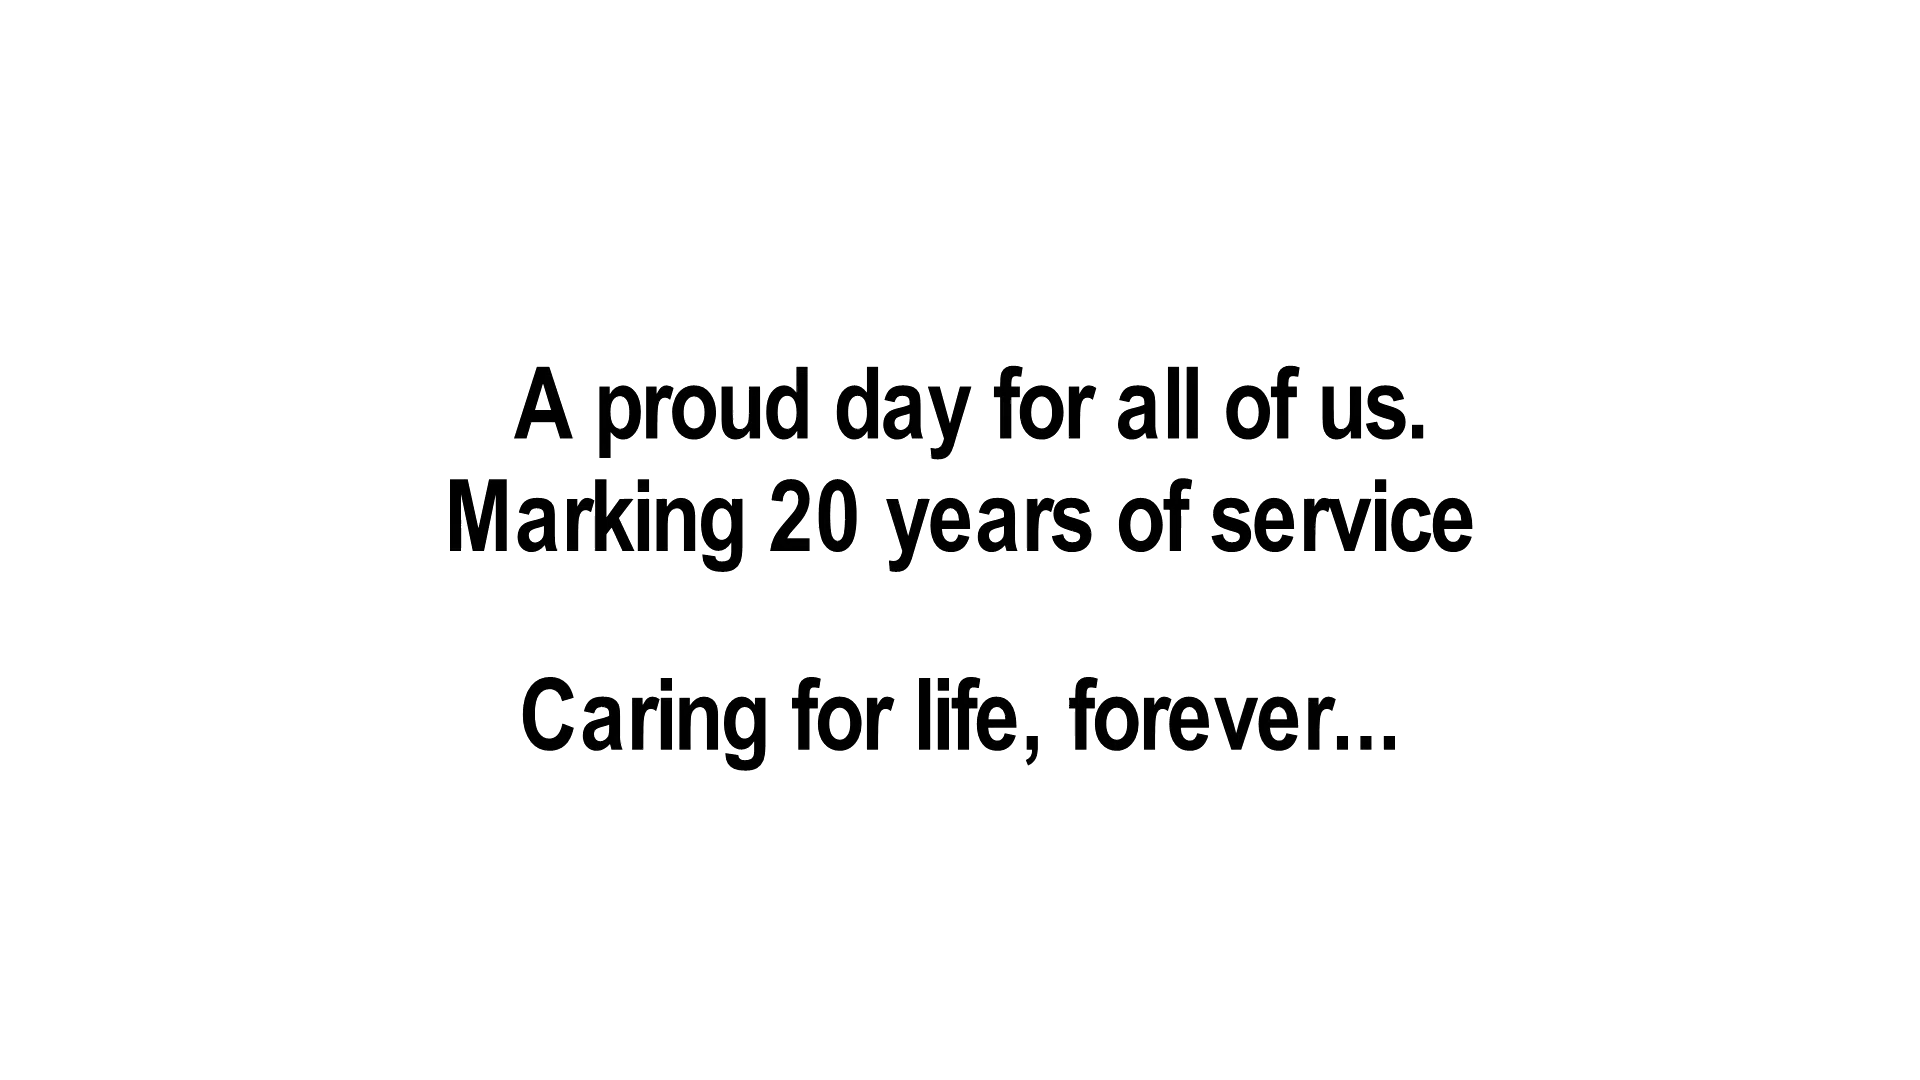 A proud day for all of us.
Marking 20 years of service
Caring for life, forever...